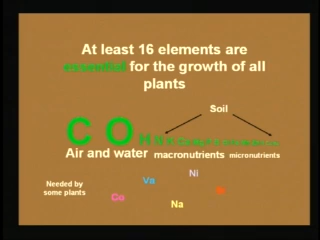 At least 16 elements are
essential for the growth of all
plants
Soil
C O H N K
Air and water macronutrients micronutrients
Needed by
some plants
Va
Ni
Co
Na